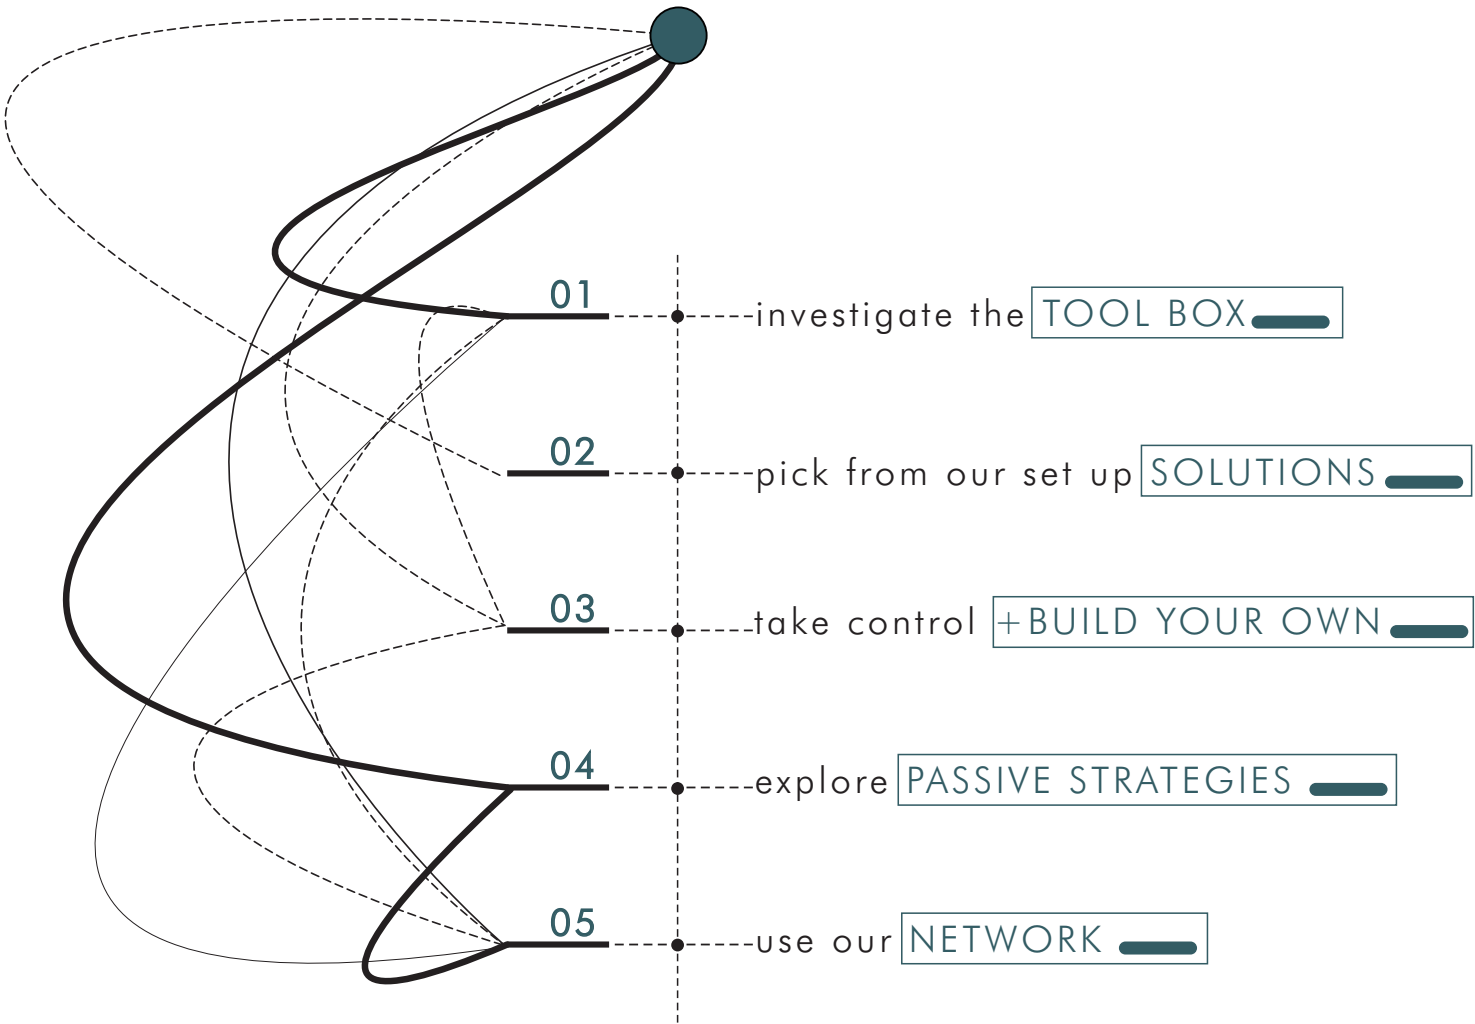 01 investigate the TOOL BOX
02 pick from our set up SOLUTIONS
03 take control +BUILD YOUR OWN
04 explore PASSIVE STRATEGIES
05 use our NETWORK